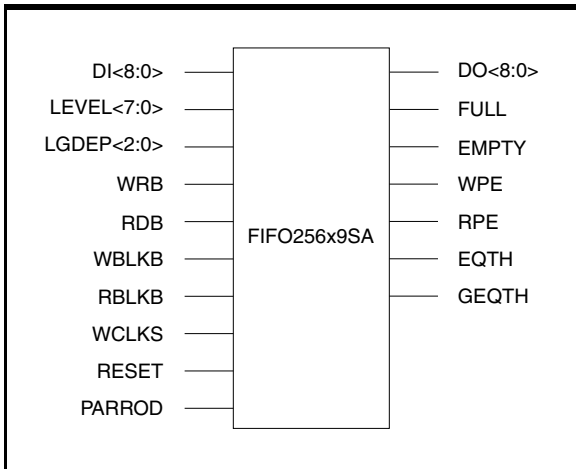 DI<8:0>
LEVEL<7:0>
LGDEP<2:0>
WRB
RDB
WBLKB
RBLKB
WCLKS
RESET
PARROD
FIFO256x9SA
DO<8:0>
FULL
EMPTY
WPE
RPE
EQTH
GEQTH